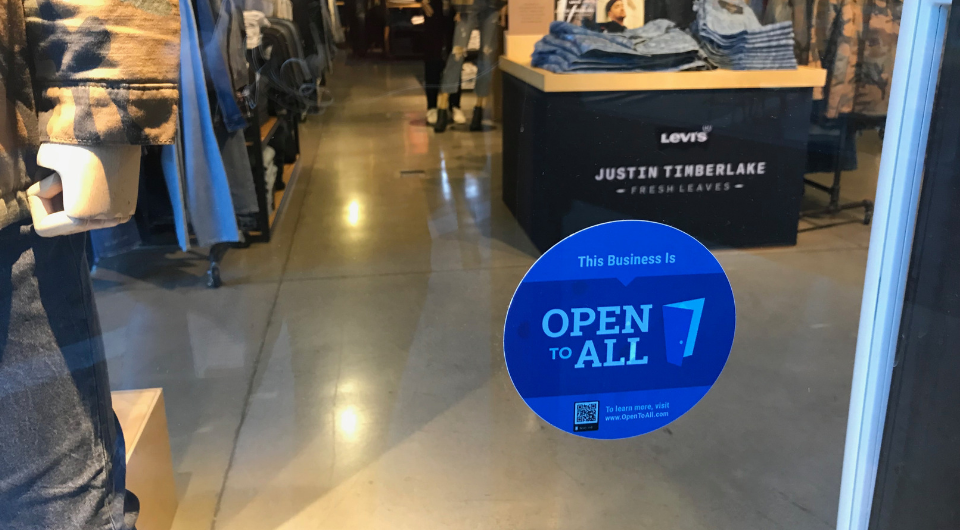 LEVI'S
JUSTIN TIMBERLAKE
FRESH LEAVES
This Business Is
OPEN
TO ALL
To learn more, visit
www.OpenToAll.com